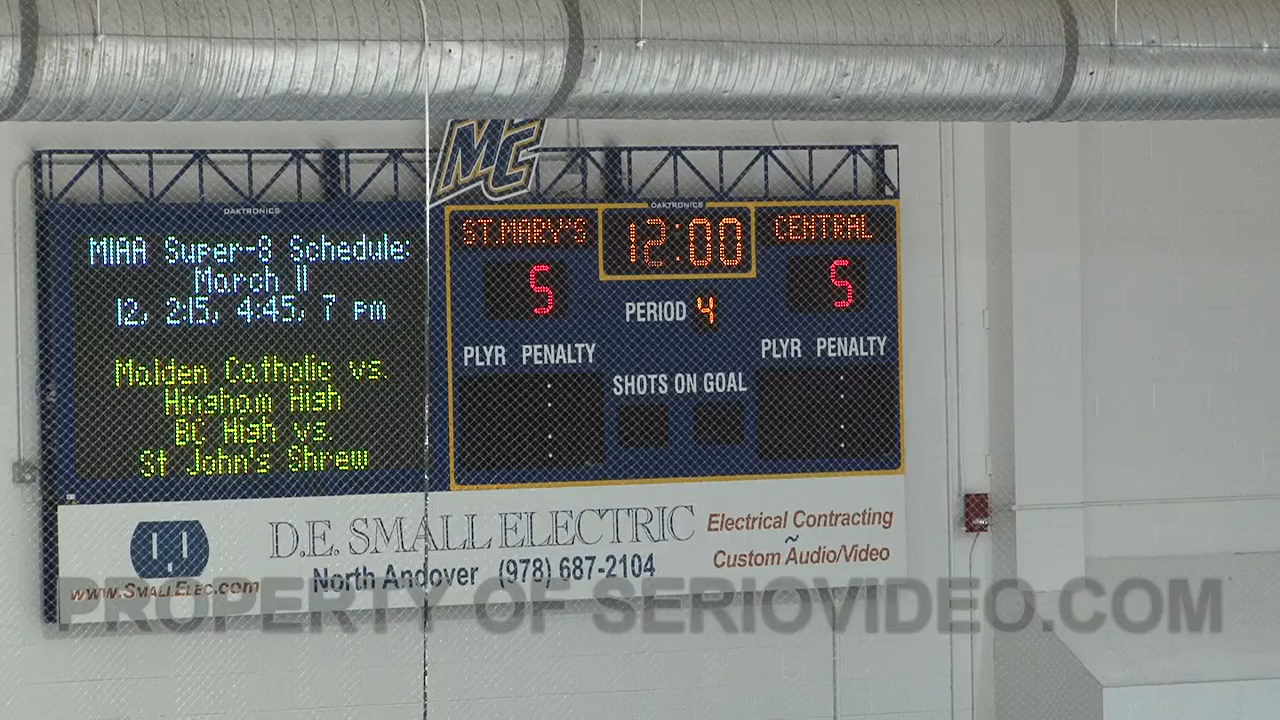 MC
DAKTRONICS
MIAA Super-8 Schedule:
March 11
12, 2:15, 4:45, 7 pm
Malden Catholic vs.
Hingham High
BC High vs.
St John's Shrew
DAKTRONICS
ST.MARY'S
12:00
CENTRAL
5
5
PERIOD 4
PLYR PENALTY
PLYR PENALTY
SHOTS ON GOAL
D.E. SMALL ELECTRIC
North Andover (978) 687-2104
www.SmallElec.com
Electrical Contracting
~
Custom Audio/Video
PROPERTY OF SERIOVIDEO.COM